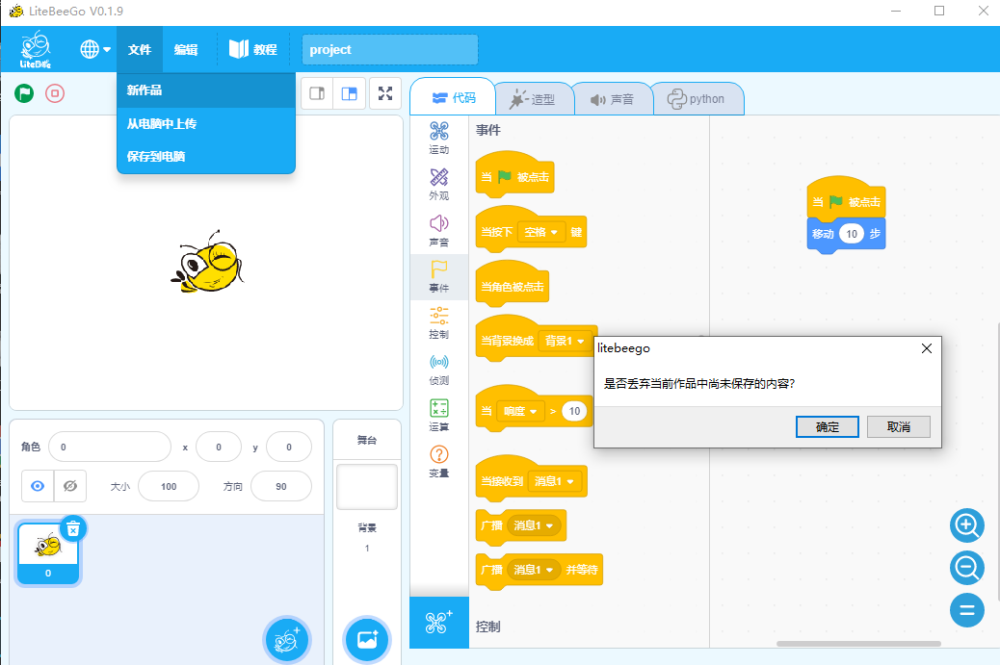 LiteBeeGo V0.1.9
LiteBee
文件
编辑
教程
project
新作品
从电脑中上传
保存到电脑
代码
造型
声音
python
运动
外观
声音
事件
控制
侦测
运算
变量
事件
当 被点击
当按下 空格 键
当角色被点击
当背景换成 背景1
当 响度 > 10
当接收到 消息1
广播 消息1
广播 消息1 并等待
控制
当 被点击
移动 10 步
litebeego
是否丢弃当前作品中尚未保存的内容?
确定
取消
角色 0 x 0 y 0
大小 100 方向 90
0
舞台
背景
1